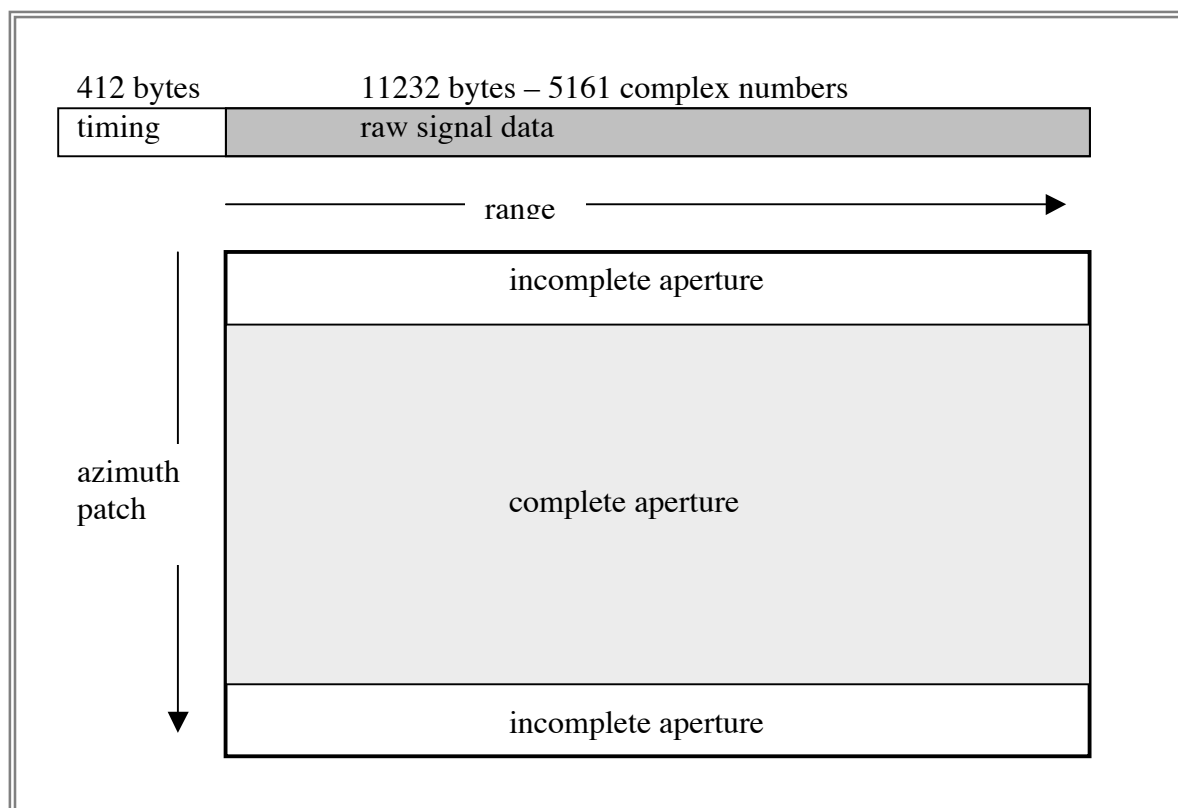 412 bytes
11232 bytes – 5161 complex numbers
timing
raw signal data
range
incomplete aperture
azimuth
patch
complete aperture
incomplete aperture